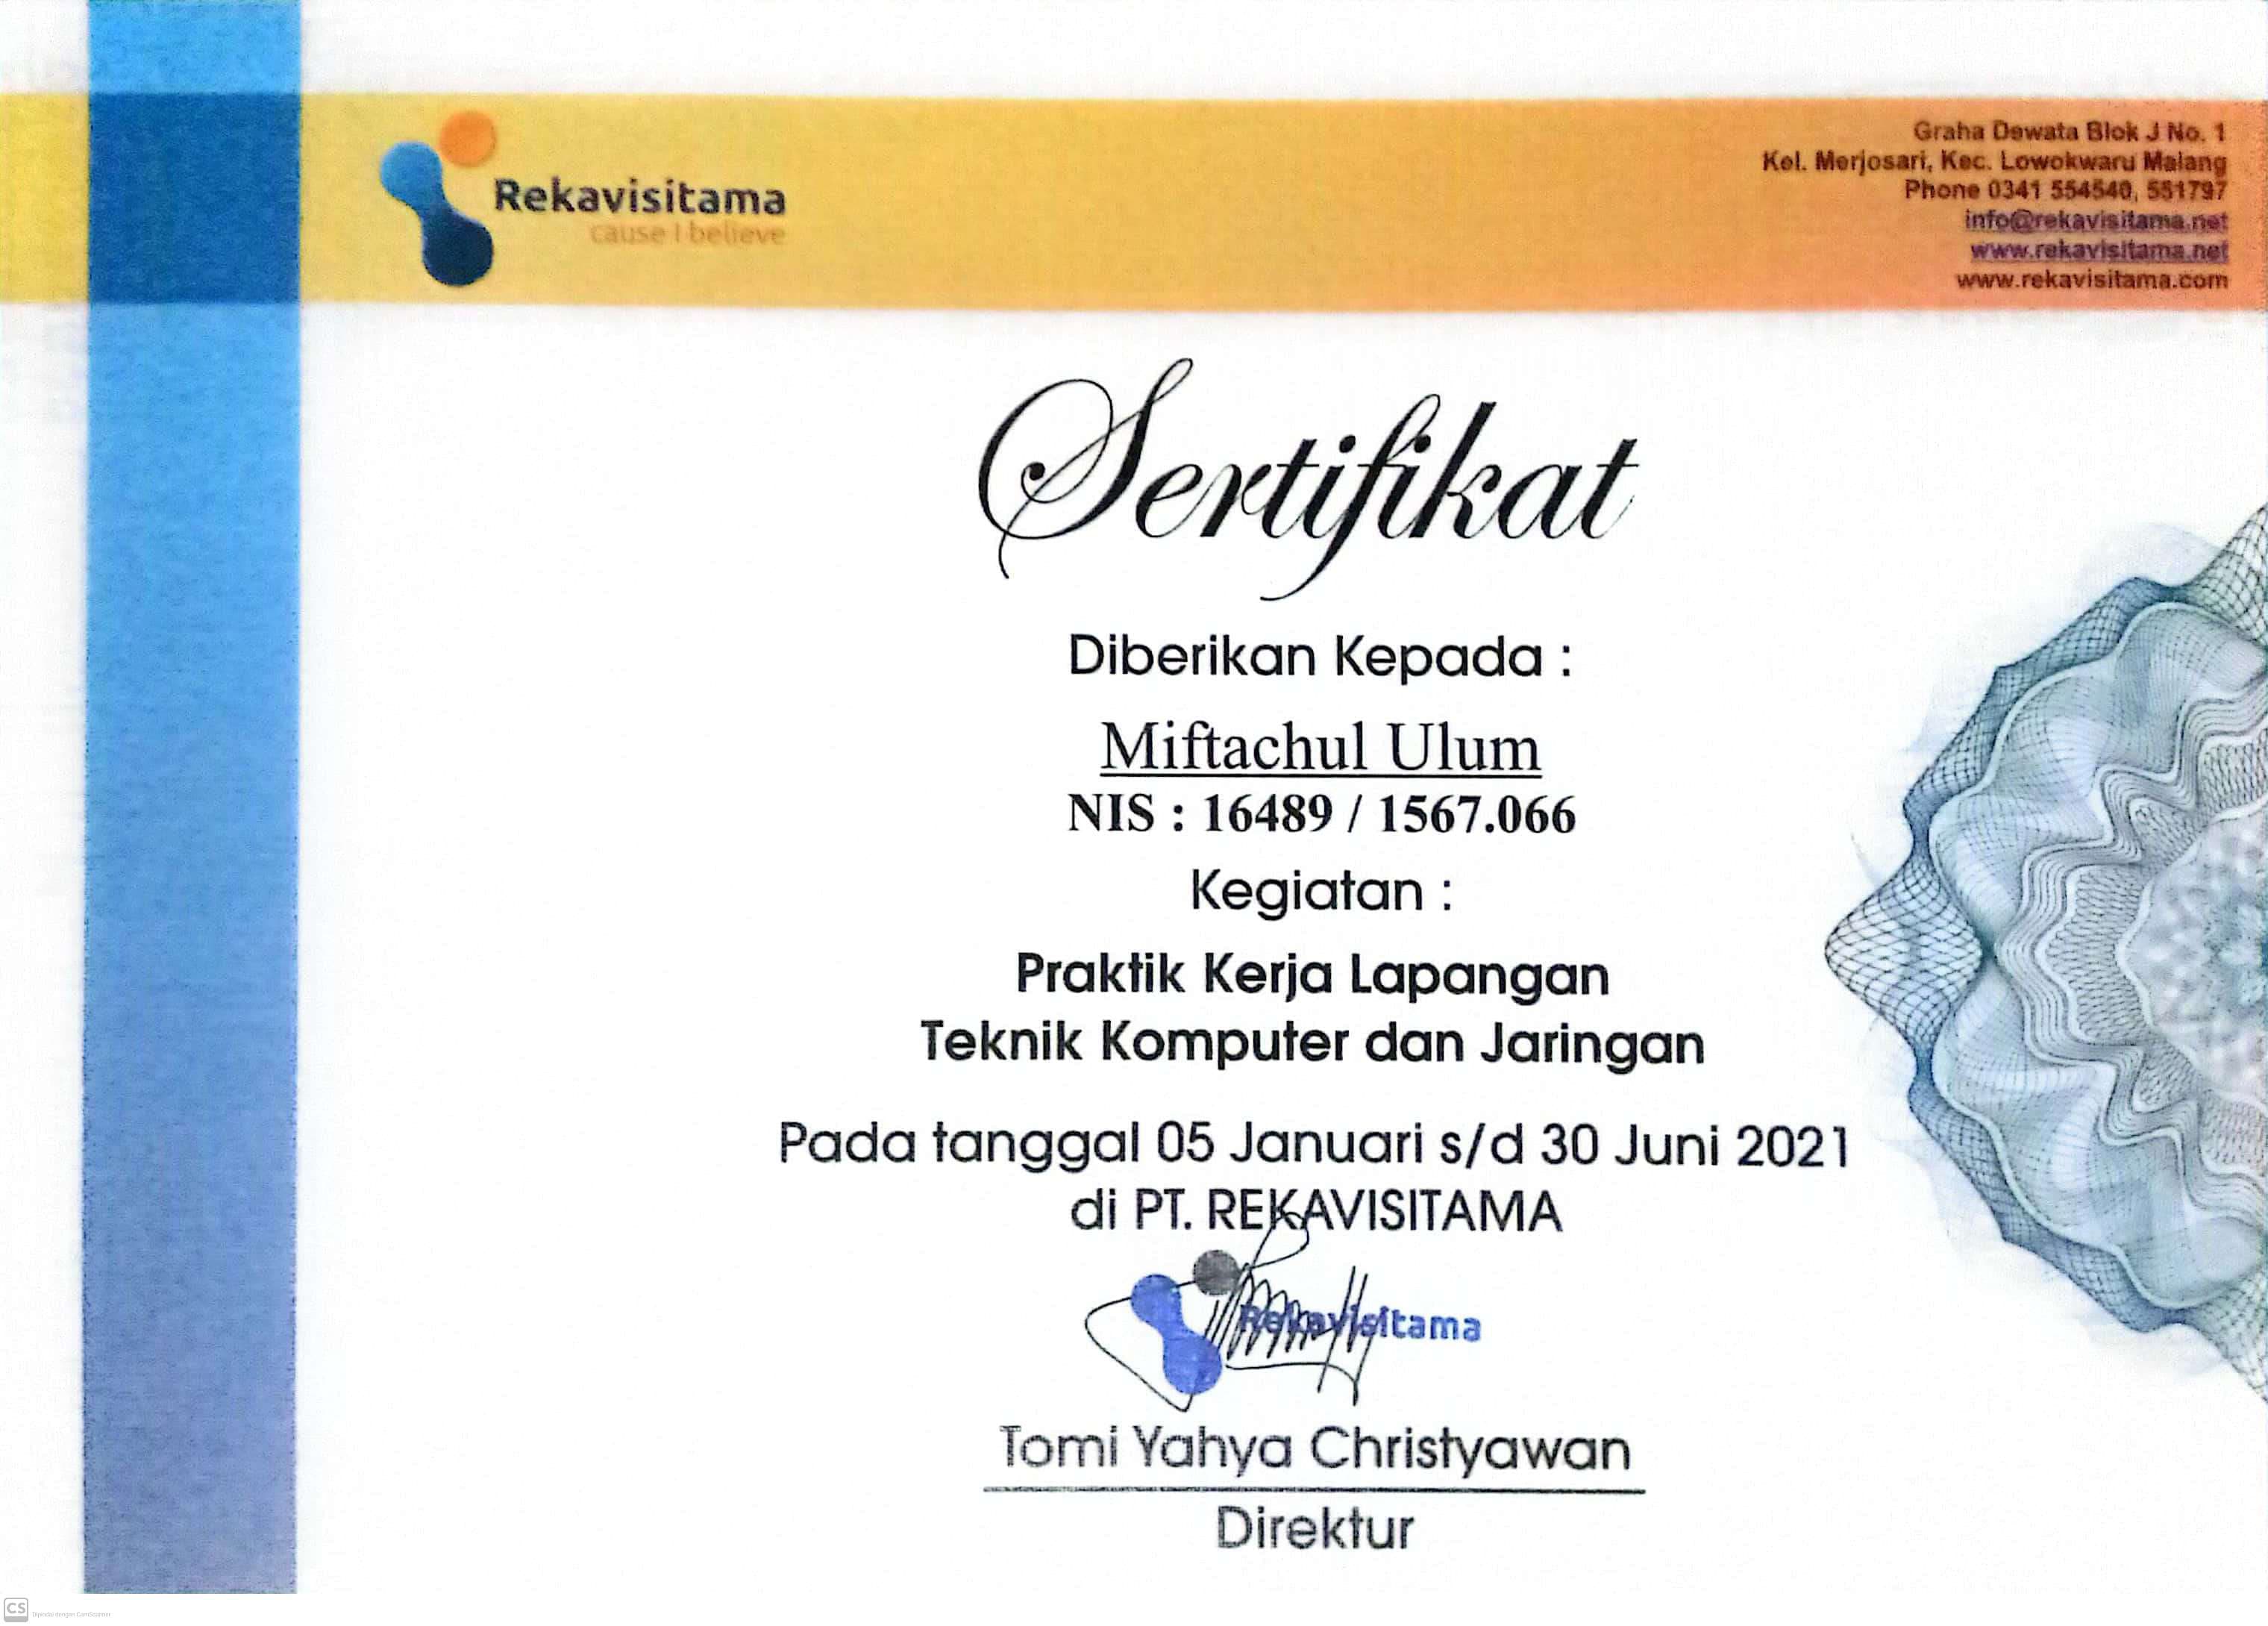 Rekavisitama
cause I believe
Graha Dewata Blok J No. 1
Kel. Merjosari, Kec. Lowokwaru Malang
Phone 0341 554540, 551797
info@rekavisitama.net
www.rekavisitama.net
www.rekavisitama.com
Sertifikat
Diberikan Kepada :
Miftachul Ulum
NIS : 16489 / 1567.066
Kegiatan :
Praktik Kerja Lapangan
Teknik Komputer dan Jaringan
Pada tanggal 05 Januari s/d 30 Juni 2021
di PT. REKAVISITAMA
Rekavisitama
Tomi Yahya Christyawan
Direktur
CS Dipindai dengan CamScanner